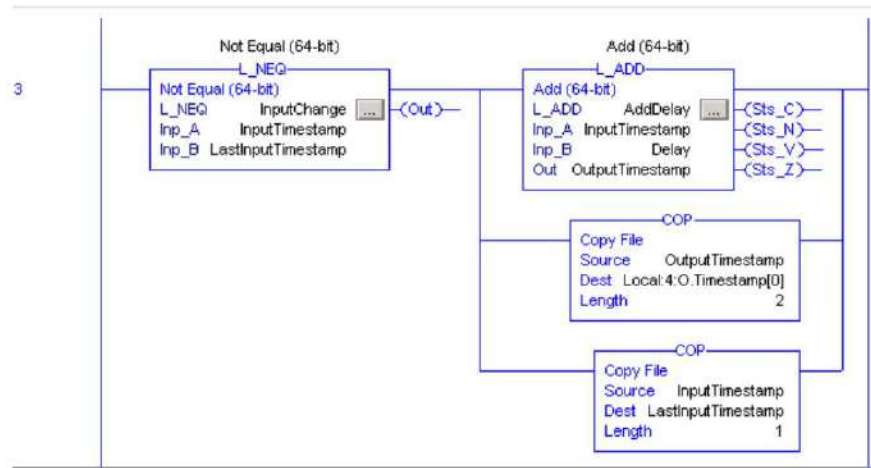 Not Equal (64-bit)
L_NEQ
Not Equal (64-bit)
L_NEQ InputChange ...
Inp_A InputTimestamp
Inp_B LastInputTimestamp
(Out)
3
Add (64-bit)
L_ADD
Add (64-bit)
L_ADD AddDelay ...
Inp_A InputTimestamp
Inp_B Delay
Out OutputTimestamp
(Sts_C)
(Sts_N)
(Sts_V)
(Sts_Z)
COP
Copy File
Source OutputTimestamp
Dest Local:4:O.Timestamp[0]
Length 2
COP
Copy File
Source InputTimestamp
Dest LastInputTimestamp
Length 1